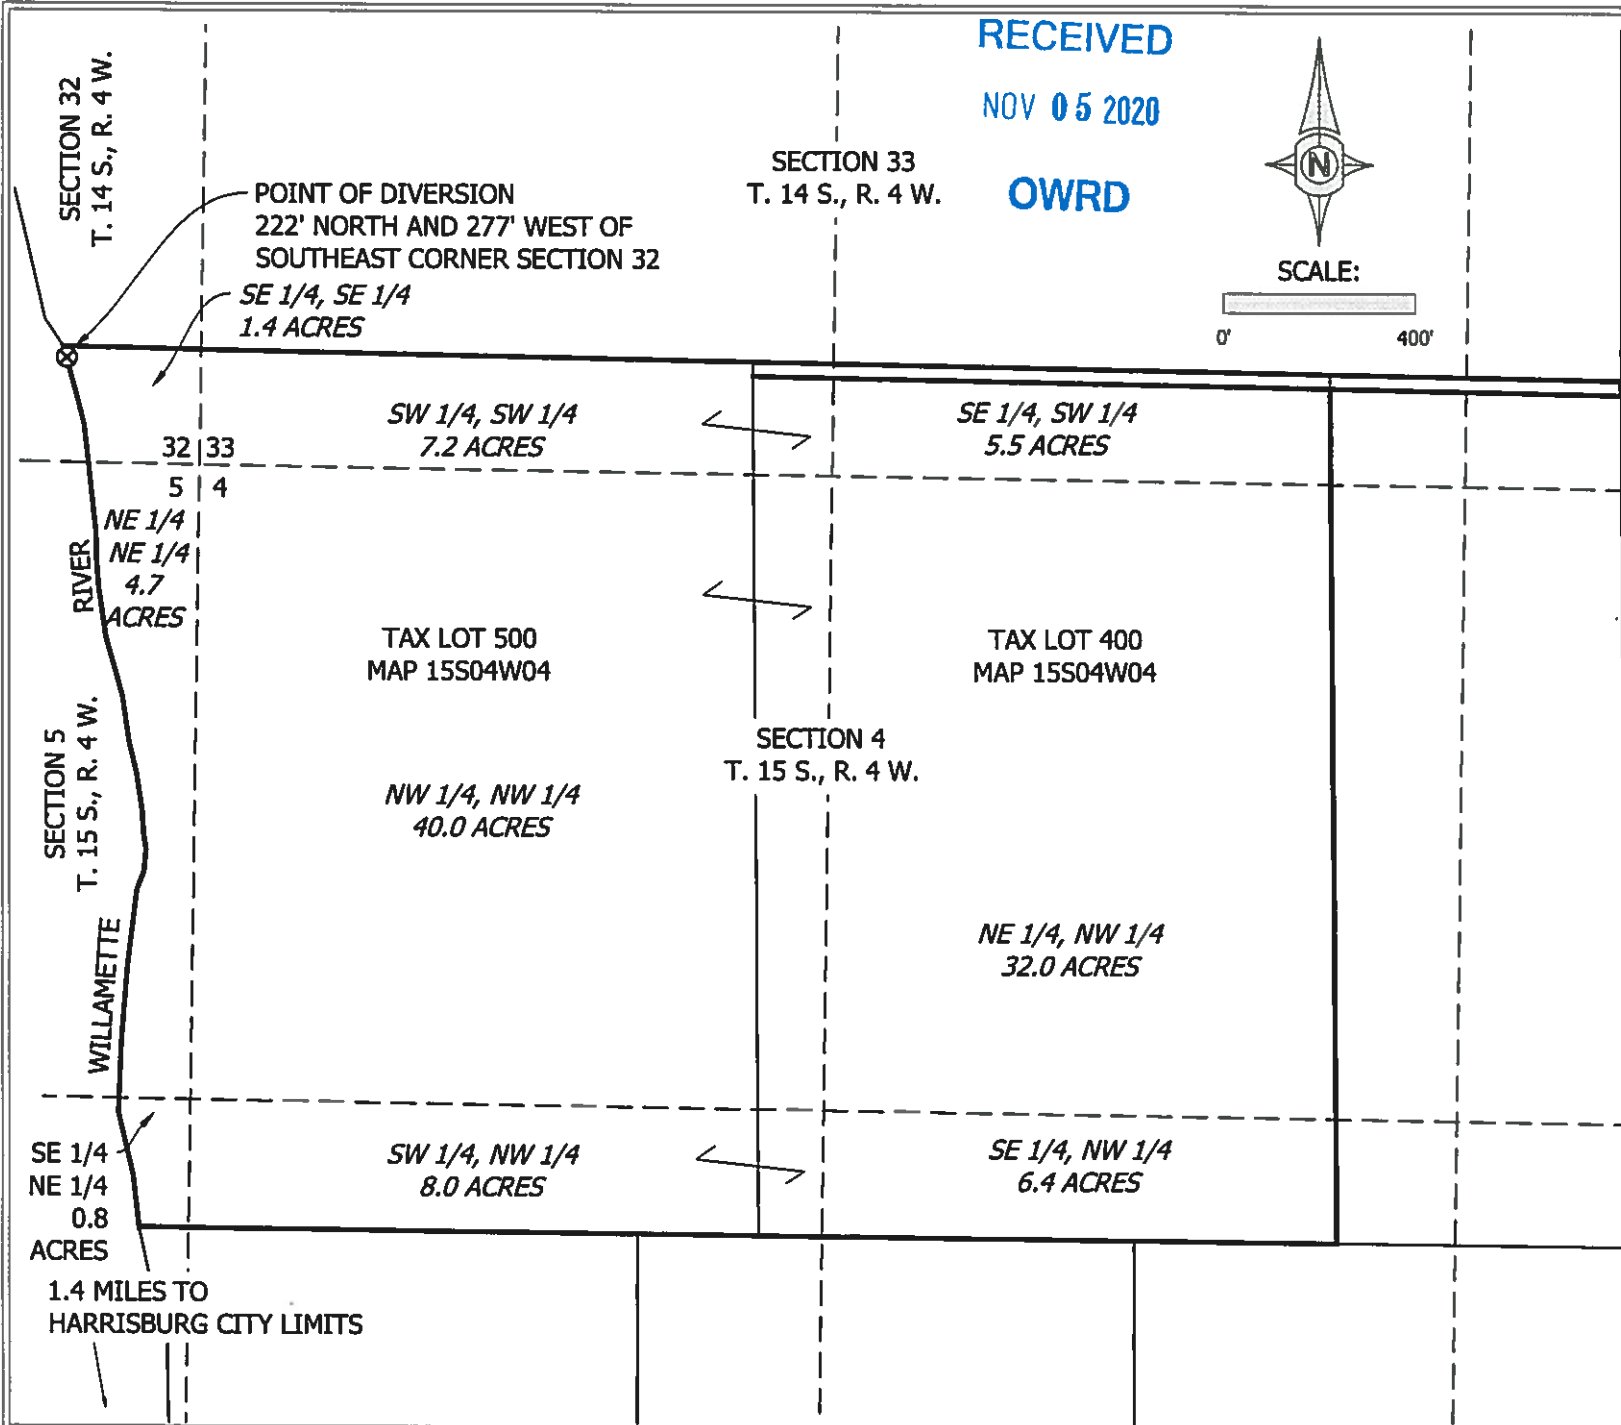 RECEIVED
NOV 05 2020
OWRD
SECTION 32
T. 14 S., R. 4 W.
SECTION 33
T. 14 S., R. 4 W.
N
SCALE:
0' 400'
POINT OF DIVERSION
222' NORTH AND 277' WEST OF
SOUTHEAST CORNER SECTION 32
SE 1/4, SE 1/4
1.4 ACRES
SW 1/4, SW 1/4
7.2 ACRES
SE 1/4, SW 1/4
5.5 ACRES
32 33
5 4
NE 1/4
NE 1/4
4.7
ACRES
RIVER
TAX LOT 500
MAP 15S04W04
TAX LOT 400
MAP 15S04W04
SECTION 5
T. 15 S., R. 4 W.
SECTION 4
T. 15 S., R. 4 W.
NW 1/4, NW 1/4
40.0 ACRES
NE 1/4, NW 1/4
32.0 ACRES
WILLAMETTE
SE 1/4
NE 1/4
0.8
ACRES
SW 1/4, NW 1/4
8.0 ACRES
SE 1/4, NW 1/4
6.4 ACRES
1.4 MILES TO
HARRISBURG CITY LIMITS